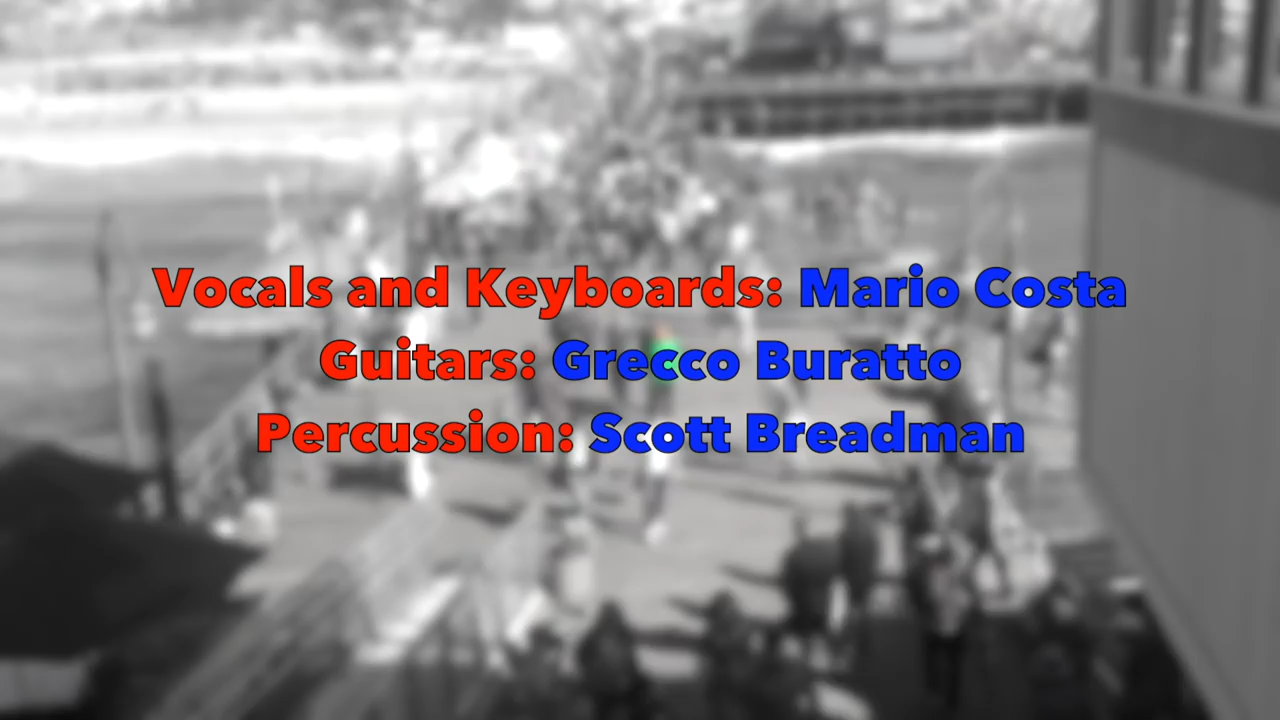 Vocals and Keyboards: Mario Costa
Guitars: Grecco Buratto
Percussion: Scott Breadman